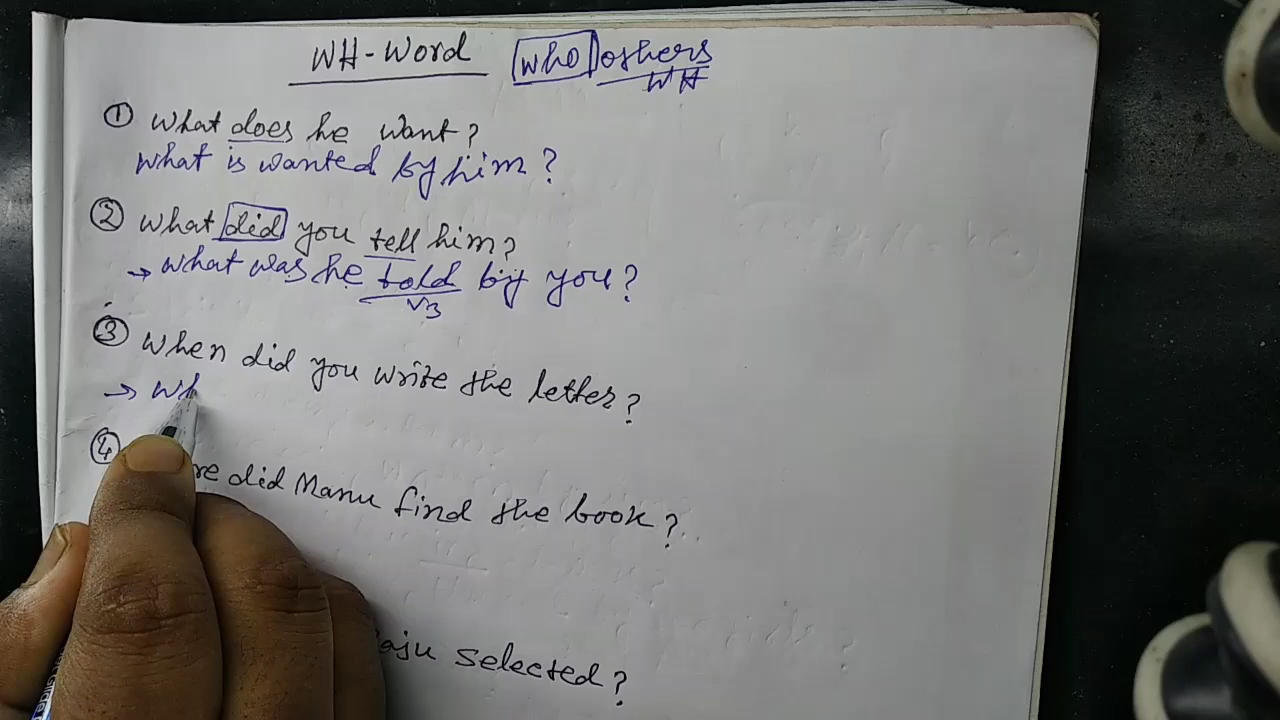 WH-Word who others
WH
① What does he want?
What is wanted by him?
② What did you tell him?
→ What was he told by you?
V3
③ When did you write the letter?
→ Wh
④ re did Manu find the book?
aju selected?